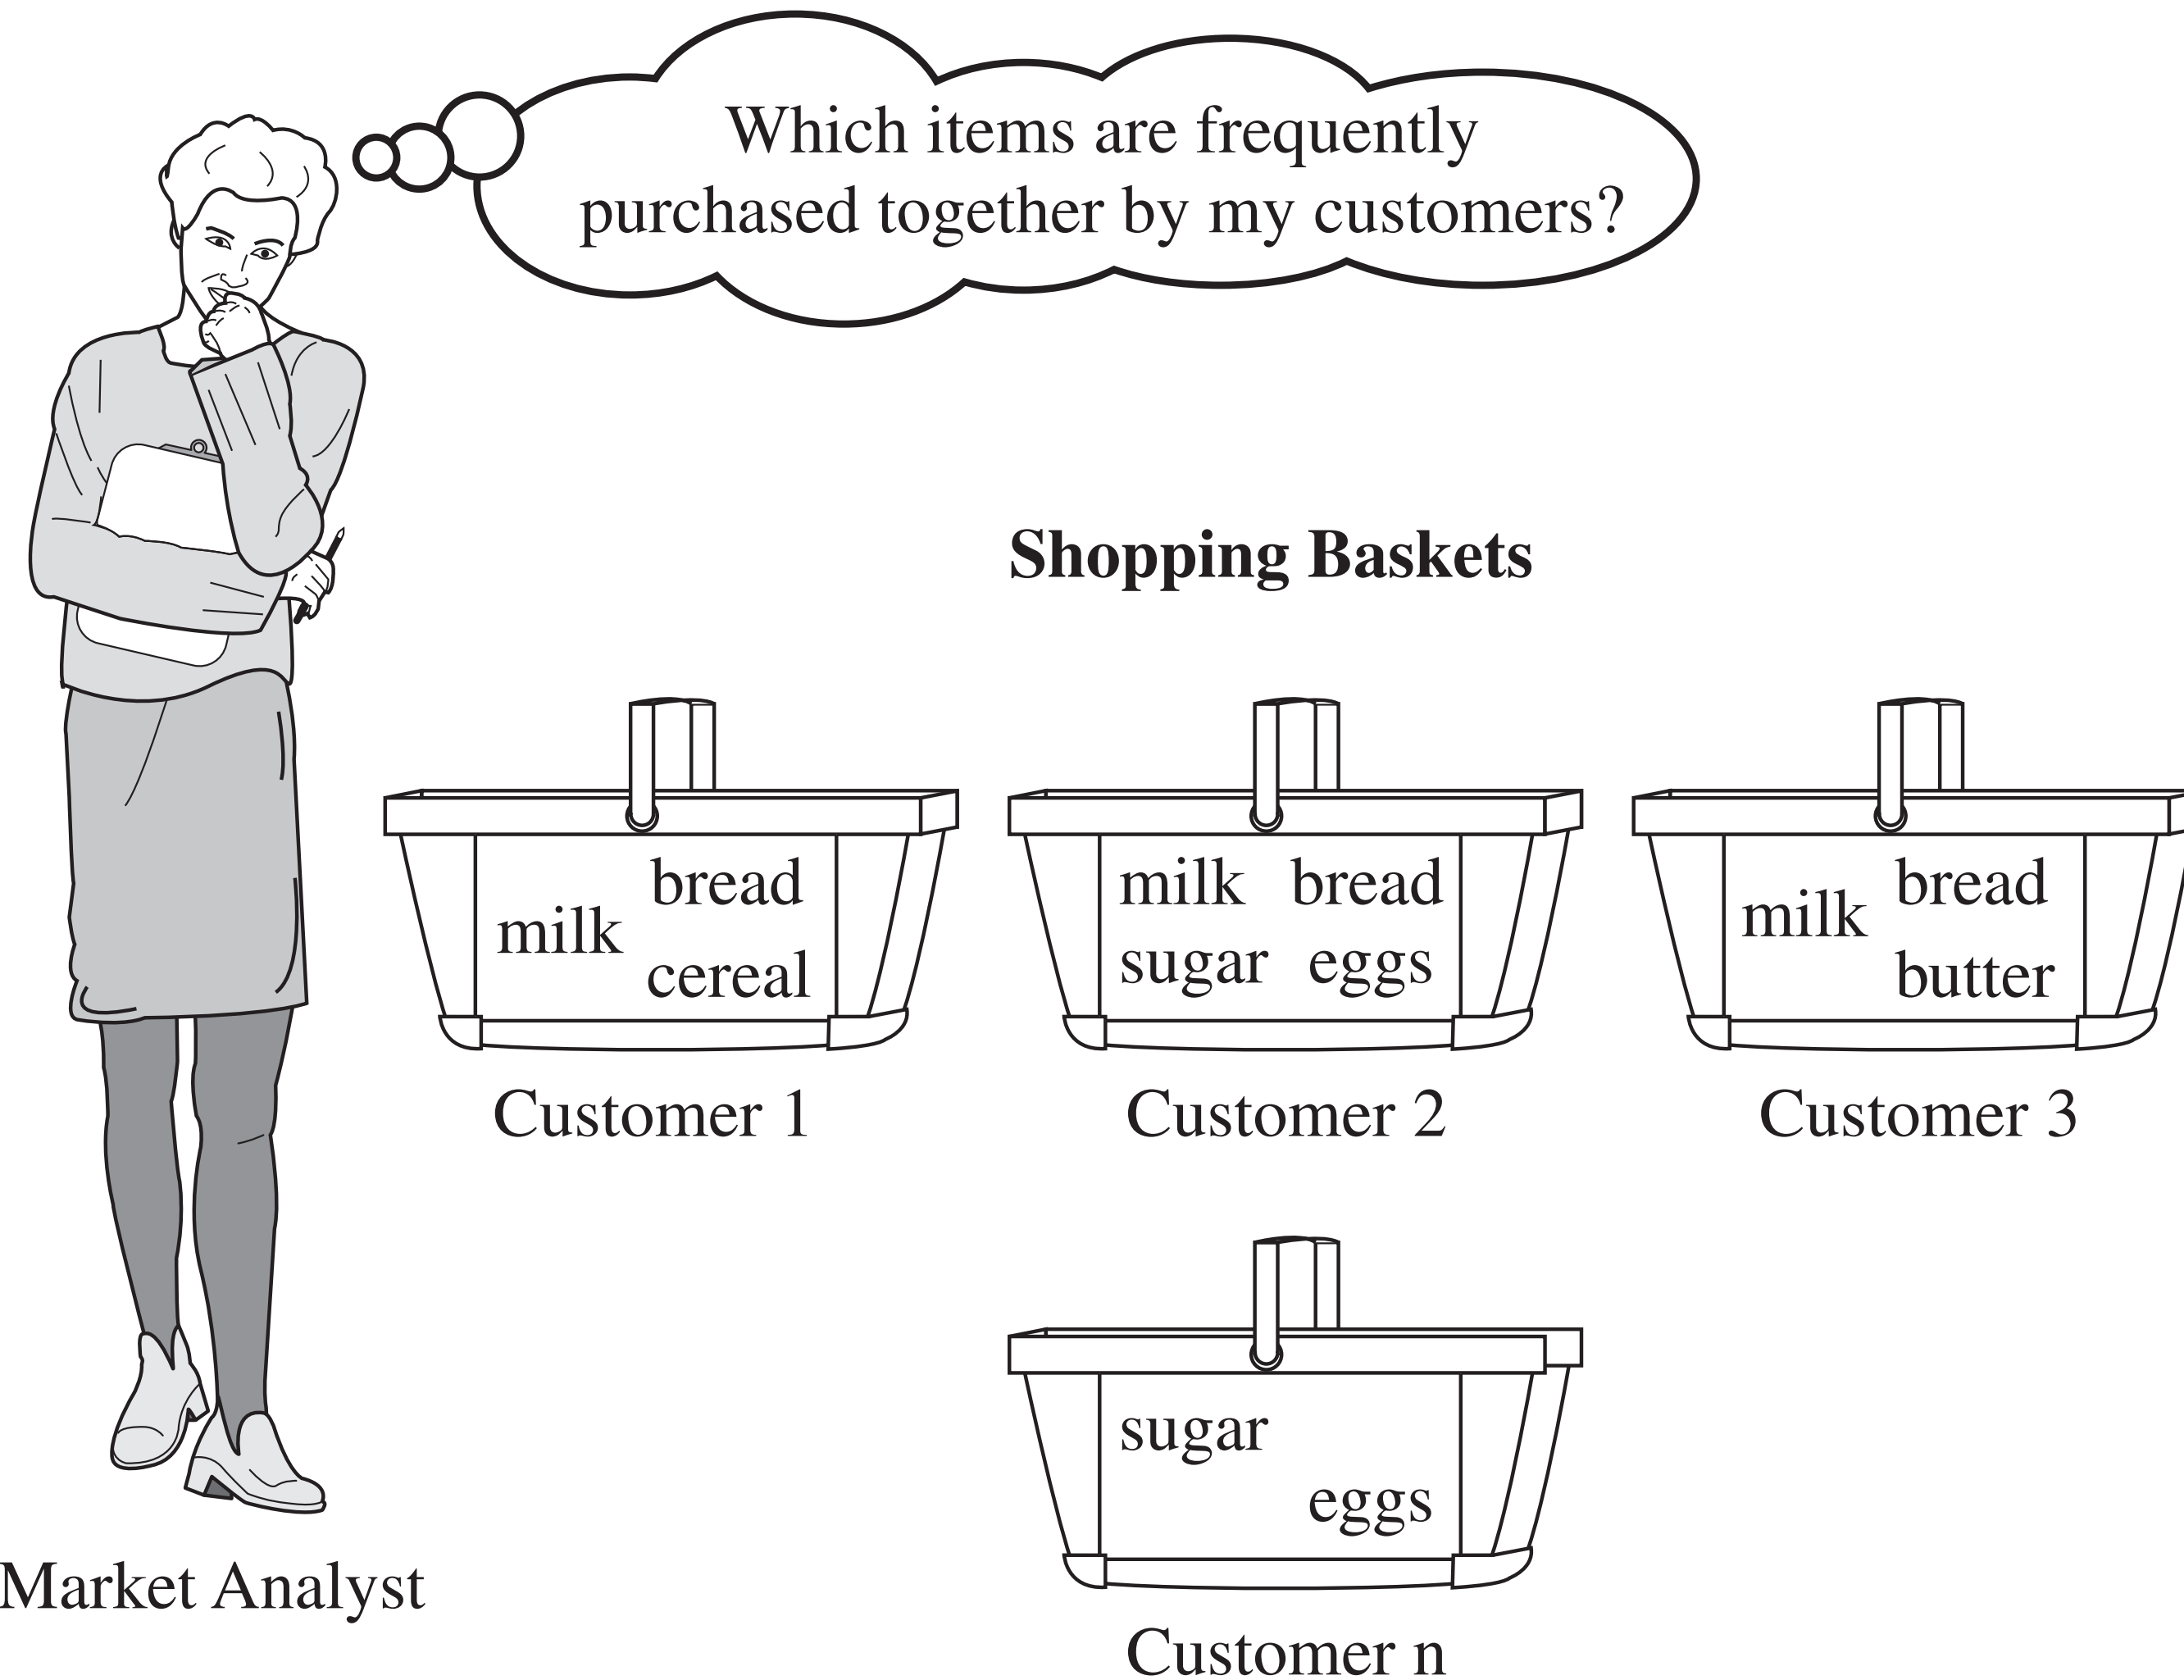 Which items are frequently
purchased together by my customers?
Shopping Baskets
bread
milk
cereal
milk bread
sugar eggs
bread
milk
butter
Customer 1
Customer 2
Customer 3
sugar
eggs
Market Analyst
Customer n